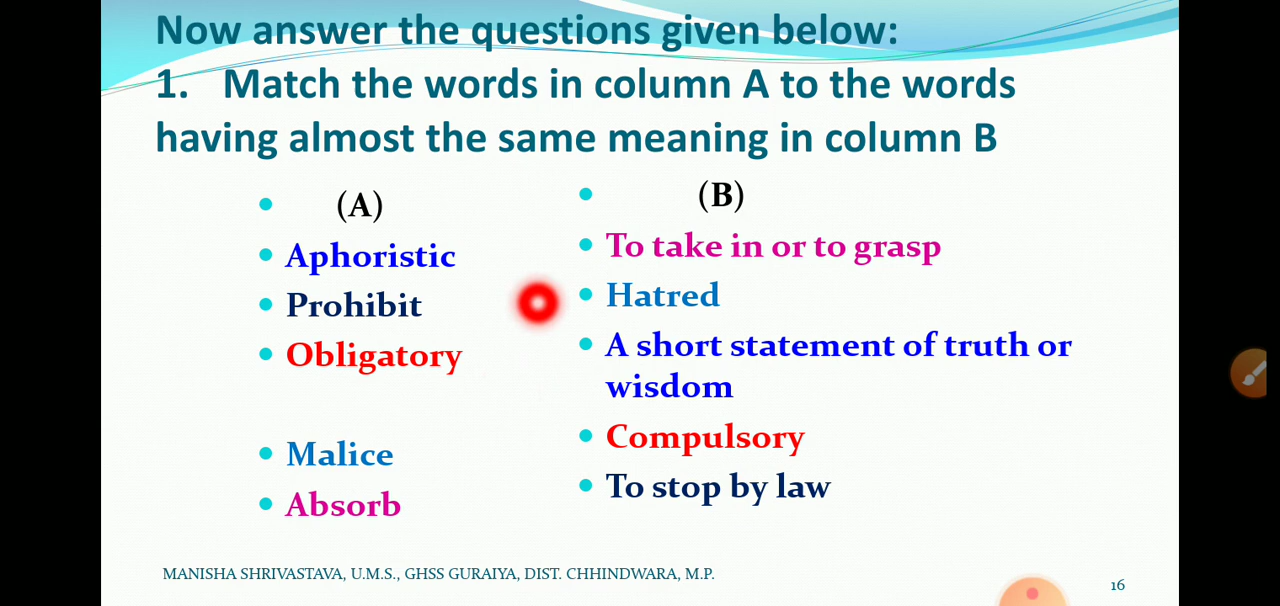 Now answer the questions given below:
1. Match the words in column A to the words
having almost the same meaning in column B
(A)
Aphoristic
Prohibit
Obligatory
Malice
Absorb
(B)
To take in or to grasp
Hatred
A short statement of truth or
wisdom
Compulsory
To stop by law
MANISHA SHRIVASTAVA, U.M.S., GHSS GURAIYA, DIST. CHHINDWARA, M.P.
16